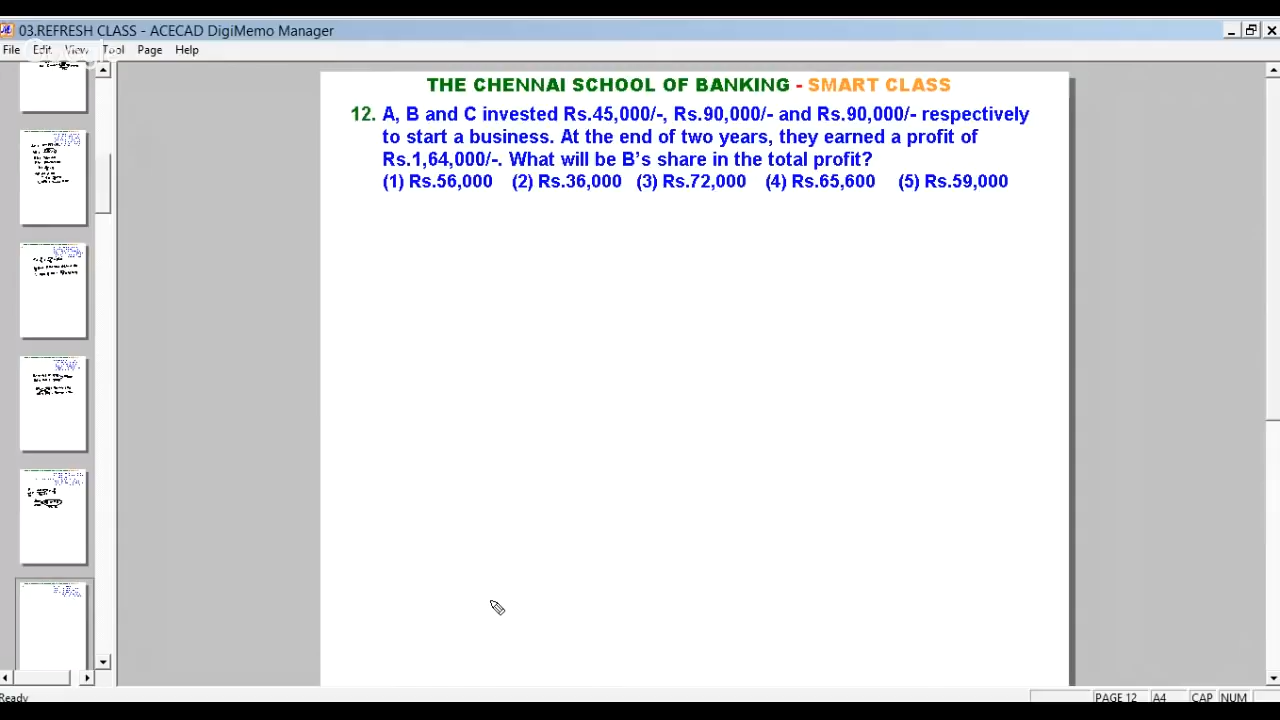 03.REFRESH CLASS - ACECAD DigiMemo Manager
File Edit View Tool Page Help
THE CHENNAI SCHOOL OF BANKING - SMART CLASS
12. A, B and C invested Rs.45,000/-, Rs.90,000/- and Rs.90,000/- respectively
to start a business. At the end of two years, they earned a profit of
Rs.1,64,000/-. What will be B's share in the total profit?
(1) Rs.56,000 (2) Rs.36,000 (3) Rs.72,000 (4) Rs.65,600 (5) Rs.59,000
Ready PAGE 12 A4 CAP NUM